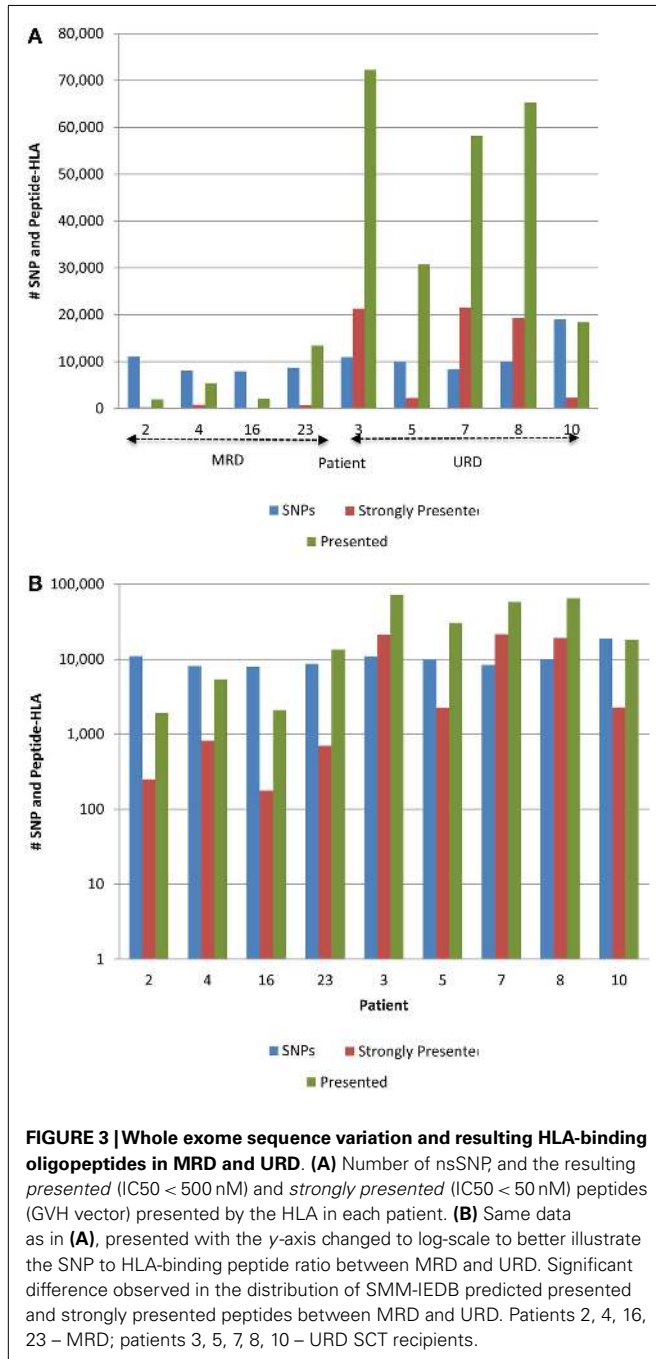 A
80,000
70,000
60,000
50,000
40,000
30,000
20,000
10,000
0
# SNP and Peptide-HLA
2 4 16 23 3 5 7 8 10
MRD Patient URD
SNPs Strongly Presente
Presented
B
100,000
10,000
1,000
100
10
1
# SNP and Peptide-HLA
2 4 16 23 3 5 7 8 10
Patient
SNPs Strongly Presente
Presented
FIGURE 3 | Whole exome sequence variation and resulting HLA-binding
oligopeptides in MRD and URD. (A) Number of nsSNP, and the resulting
presented (IC50 < 500 nM) and strongly presented (IC50 < 50 nM) peptides
(GVH vector) presented by the HLA in each patient. (B) Same data
as in (A), presented with the y-axis changed to log-scale to better illustrate
the SNP to HLA-binding peptide ratio between MRD and URD. Significant
difference observed in the distribution of SMM-IEDB predicted presented
and strongly presented peptides between MRD and URD. Patients 2, 4, 16,
23 – MRD; patients 3, 5, 7, 8, 10 – URD SCT recipients.